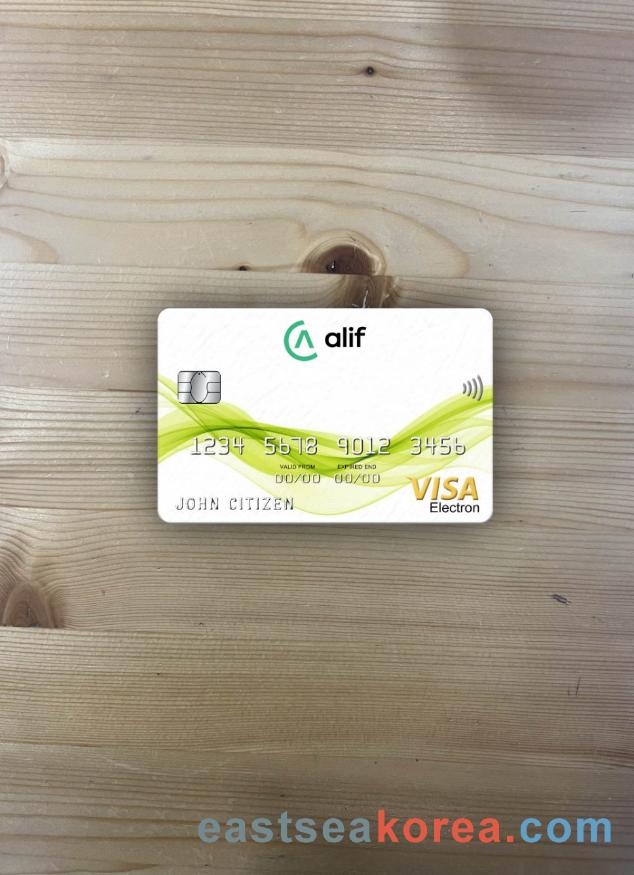 alif
1234 5678 9012 3456
VALID FROM EXPIRED END
00/00 00/00
JOHN CITIZEN
VISA
Electron
eastseakorea.com